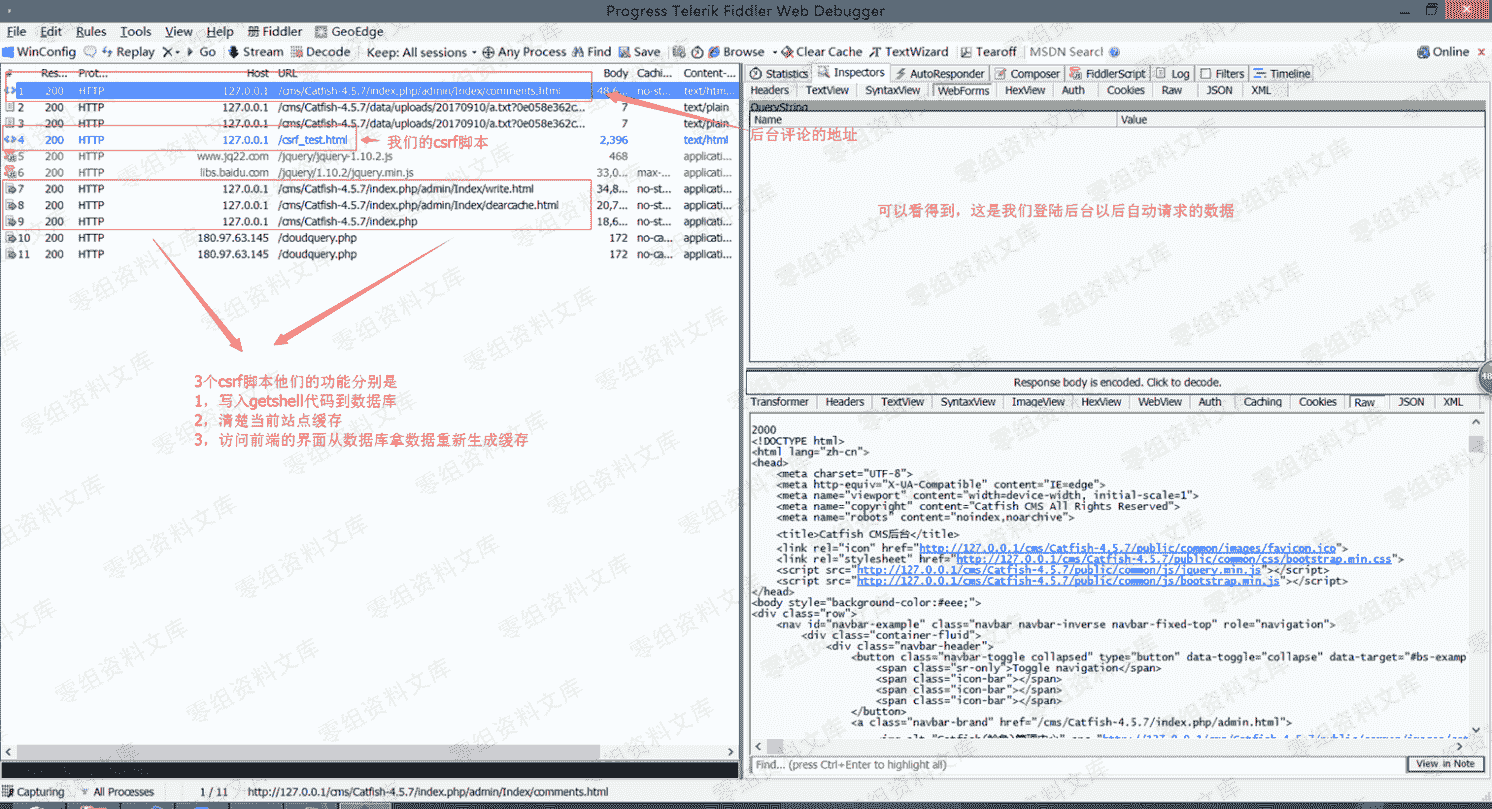 Progress Telerik Fiddler Web Debugger
File Edit Rules Tools View Help Fiddler GeoEdge
WinConfig Replay Go Stream Decode Keep: All sessions Any Process Find Save Browse Clear Cache TextWizard Tearoff MSDN Search Online
# Res... Prot... Host URL Body Cachi... Content-...
1 200 HTTP 127.0.0.1 /cms/Catfish-4.5.7/index.php/admin/Index/comments.html 48,6... no-st... text/htm...
2 200 HTTP 127.0.0.1 /cms/Catfish-4.5.7/data/uploads/20170910/a.txt?0e058e362c... 7 text/plain
3 200 HTTP 127.0.0.1 /cms/Catfish-4.5.7/data/uploads/20170910/a.txt?0e058e362c... 7 text/plain
4 200 HTTP 127.0.0.1 /csrf_test.html 2,396 text/html
我们的csrf脚本
5 200 HTTP www.jq22.com /jquery/jquery-1.10.2.js 468 applicati...
6 200 HTTP libs.baidu.com /jquery/1.10.2/jquery.min.js 33,0... max-... applicati...
7 200 HTTP 127.0.0.1 /cms/Catfish-4.5.7/index.php/admin/Index/write.html 34,8... no-st... applicati...
8 200 HTTP 127.0.0.1 /cms/Catfish-4.5.7/index.php/admin/Index/clearcache.html 20,7... no-st... applicati...
9 200 HTTP 127.0.0.1 /cms/Catfish-4.5.7/index.php 18,6... no-st... applicati...
10 200 HTTP 180.97.63.145 /cloudquery.php 172 no-ca... applicati...
11 200 HTTP 180.97.63.145 /cloudquery.php 172 no-ca... applicati...
3个csrf脚本他们的功能分别是
1，写入getshell代码到数据库
2，清楚当前站点缓存
3，访问前端的界面从数据库拿数据重新生成缓存
Statistics Inspectors AutoResponder Composer FiddlerScript Log Filters Timeline
Headers TextView SyntaxView WebForms HexView Auth Cookies Raw JSON XML
QueryString
Name Value
后台评论的地址
可以看得到，这是我们登陆后台以后自动请求的数据
Response body is encoded. Click to decode.
48
Transformer Headers TextView SyntaxView ImageView HexView WebView Auth Caching Cookies Raw JSON XML
2000
<!DOCTYPE html>
<html lang="zh-cn">
<head>
<meta charset="UTF-8">
<meta http-equiv="X-UA-Compatible" content="IE=edge">
<meta name="viewport" content="width=device-width, initial-scale=1">
<meta name="copyright" content="Catfish CMS All Rights Reserved">
<meta name="robots" content="noindex,noarchive">
<title>Catfish CMS后台</title>
<link rel="icon" href="http://127.0.0.1/cms/Catfish-4.5.7/public/common/images/favicon.ico">
<link rel="stylesheet" href="http://127.0.0.1/cms/Catfish-4.5.7/public/common/css/bootstrap.min.css">
<script src="http://127.0.0.1/cms/Catfish-4.5.7/public/common/js/jquery.min.js"></script>
<script src="http://127.0.0.1/cms/Catfish-4.5.7/public/common/js/bootstrap.min.js"></script>
</head>
<body style="background-color:#eee;">
<div class="row">
<nav id="navbar-example" class="navbar navbar-inverse navbar-fixed-top" role="navigation">
<div class="container-fluid">
<div class="navbar-header">
<button class="navbar-toggle collapsed" type="button" data-toggle="collapse" data-target="#bs-examp
<span class="sr-only">Toggle navigation</span>
<span class="icon-bar"></span>
<span class="icon-bar"></span>
<span class="icon-bar"></span>
</button>
<a class="navbar-brand" href="/cms/Catfish-4.5.7/index.php/admin.html">
Find... (press Ctrl+Enter to highlight all) View in Note
Capturing All Processes 1 / 11 http://127.0.0.1/cms/Catfish-4.5.7/index.php/admin/Index/comments.html
零组资料文库